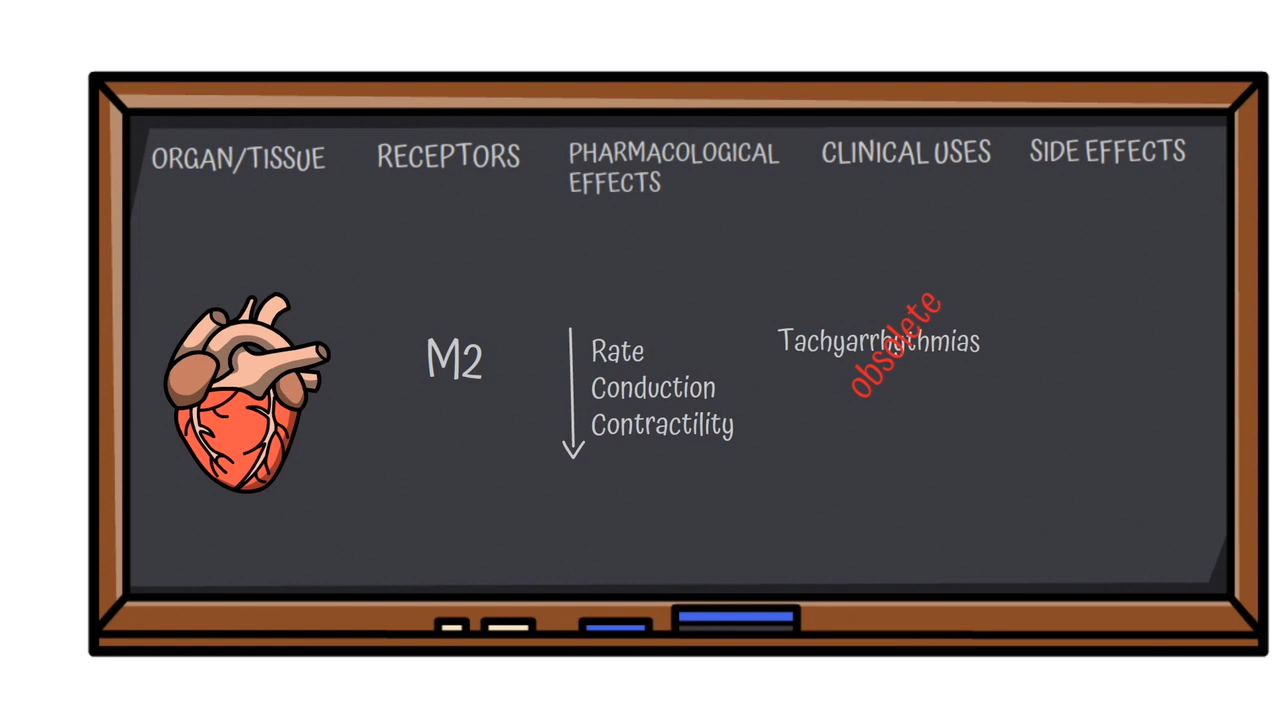 ORGAN/TISSUE
RECEPTORS
PHARMACOLOGICAL
EFFECTS
CLINICAL USES
SIDE EFFECTS
M2
Rate
Conduction
Contractility
Tachyarrhythmias
obsolete